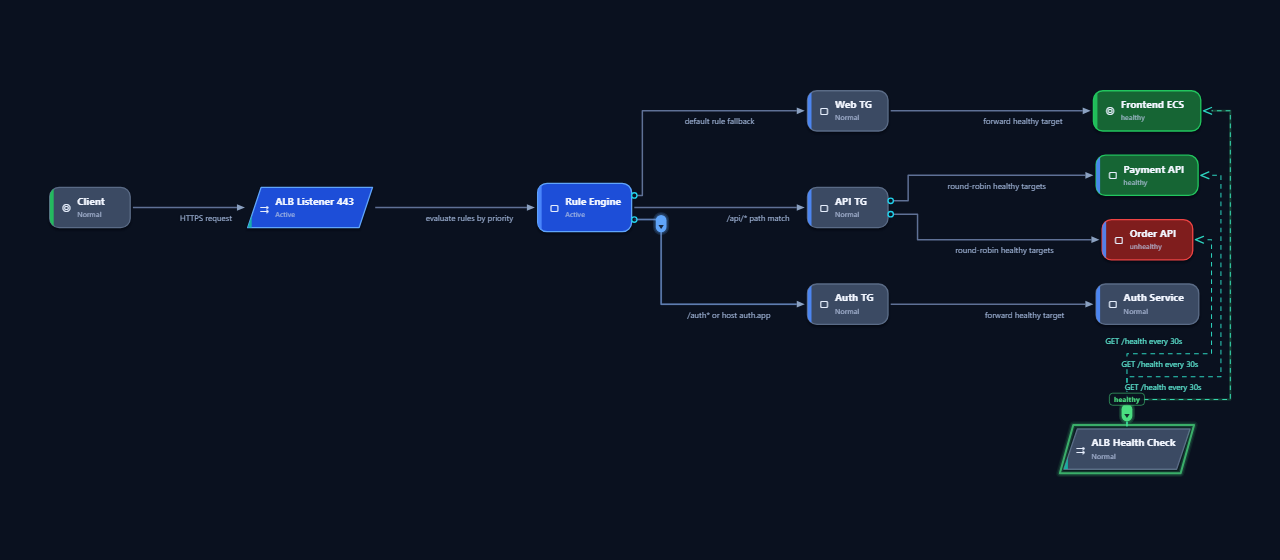 Client
Normal
HTTPS request
ALB Listener 443
Active
evaluate rules by priority
Rule Engine
Active
default rule fallback
/api/* path match
/auth* or host auth.app
Web TG
Normal
API TG
Normal
Auth TG
Normal
forward healthy target
round-robin healthy targets
round-robin healthy targets
forward healthy target
Frontend ECS
healthy
Payment API
healthy
Order API
unhealthy
Auth Service
Normal
GET /health every 30s
GET /health every 30s
GET /health every 30s
healthy
ALB Health Check
Normal